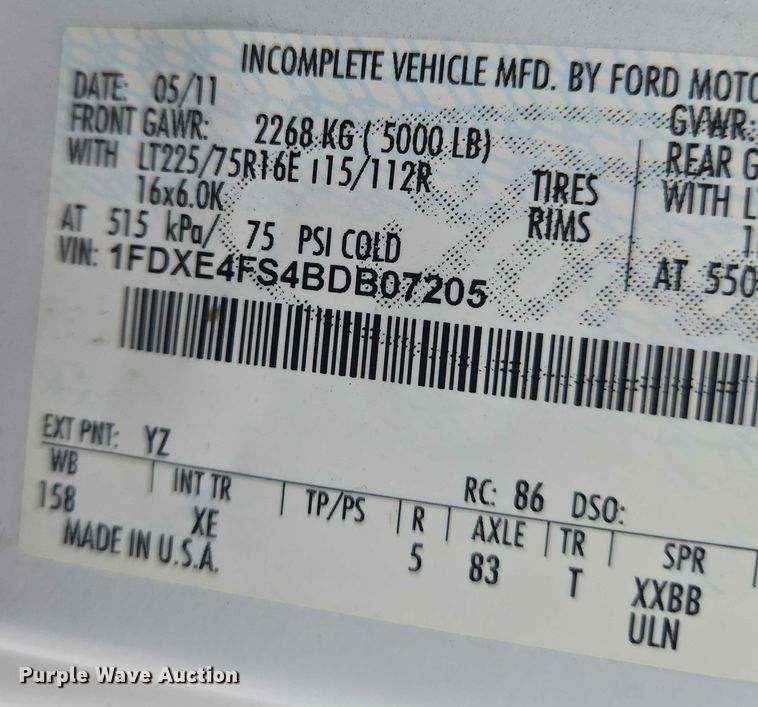 INCOMPLETE VEHICLE MFD. BY FORD MOTO
DATE: 05/11 GVWR:
FRONT GAWR: 2268 KG ( 5000 LB) REAR G
WITH LT225/75R16E 115/112R TIRES WITH L
16x6.0K RIMS 1
AT 515 kPa/ 75 PSI COLD AT 550
VIN: 1FDXE4FS4BDB07205
EXT PNT: YZ RC: 86 DSO:
WB INT TR TP/PS R AXLE TR SPR
158 XE 5 83 T XXBB
MADE IN U.S.A. ULN
Purple Wave Auction